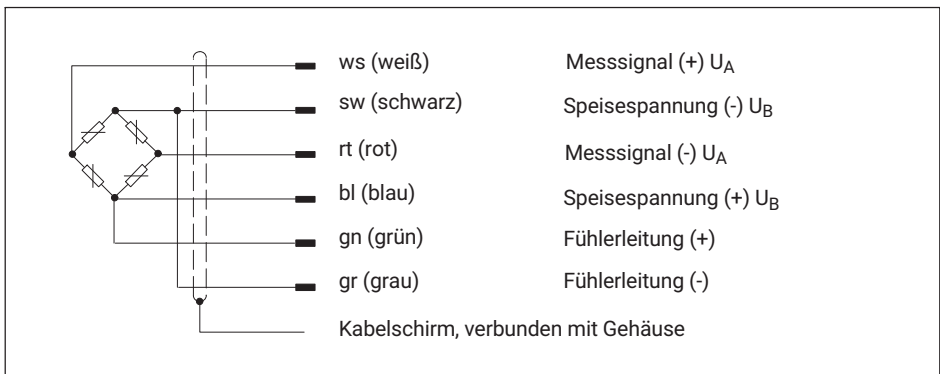 ws (weiß) Messsignal (+) UA
sw (schwarz) Speisespannung (-) UB
rt (rot) Messsignal (-) UA
bl (blau) Speisespannung (+) UB
gn (grün) Fühlerleitung (+)
gr (grau) Fühlerleitung (-)
Kabelschirm, verbunden mit Gehäuse